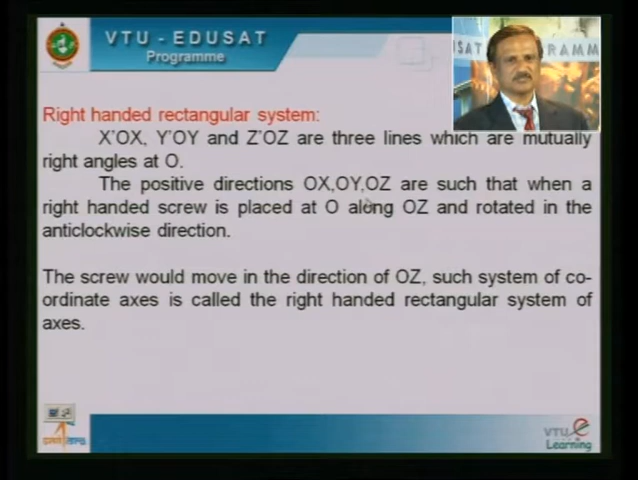 VTU - EDUSAT
Programme
SAT
RAMM
Right handed rectangular system:
X'OX, Y'OY and Z'OZ are three lines which are mutually
right angles at O.
The positive directions OX,OY,OZ are such that when a
right handed screw is placed at O along OZ and rotated in the
anticlockwise direction.
The screw would move in the direction of OZ, such system of co-
ordinate axes is called the right handed rectangular system of
axes.
VTU e
Learning